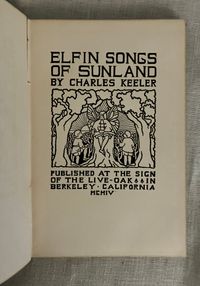 ELFIN SONGS
OF SUNLAND
BY CHARLES KEELER
PUBLISHED AT THE SIGN
OF THE LIVE-OAK IN
BERKELEY · CALIFORNIA
MCMIV